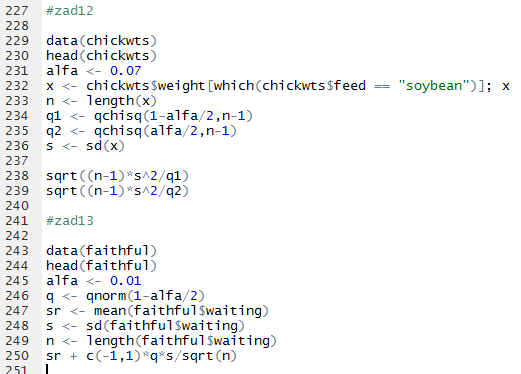 227 #zad12
228
229 data(chickwts)
230 head(chickwts)
231 alfa <- 0.07
232 x <- chickwts$weight[which(chickwts$feed == "soybean")]; x
233 n <- length(x)
234 q1 <- qchisq(1-alfa/2,n-1)
235 q2 <- qchisq(alfa/2,n-1)
236 s <- sd(x)
237
238 sqrt((n-1)*s^2/q1)
239 sqrt((n-1)*s^2/q2)
240
241 #zad13
242
243 data(faithful)
244 head(faithful)
245 alfa <- 0.01
246 q <- qnorm(1-alfa/2)
247 sr <- mean(faithful$waiting)
248 s <- sd(faithful$waiting)
249 n <- length(faithful$waiting)
250 sr + c(-1,1)*q*s/sqrt(n)
251